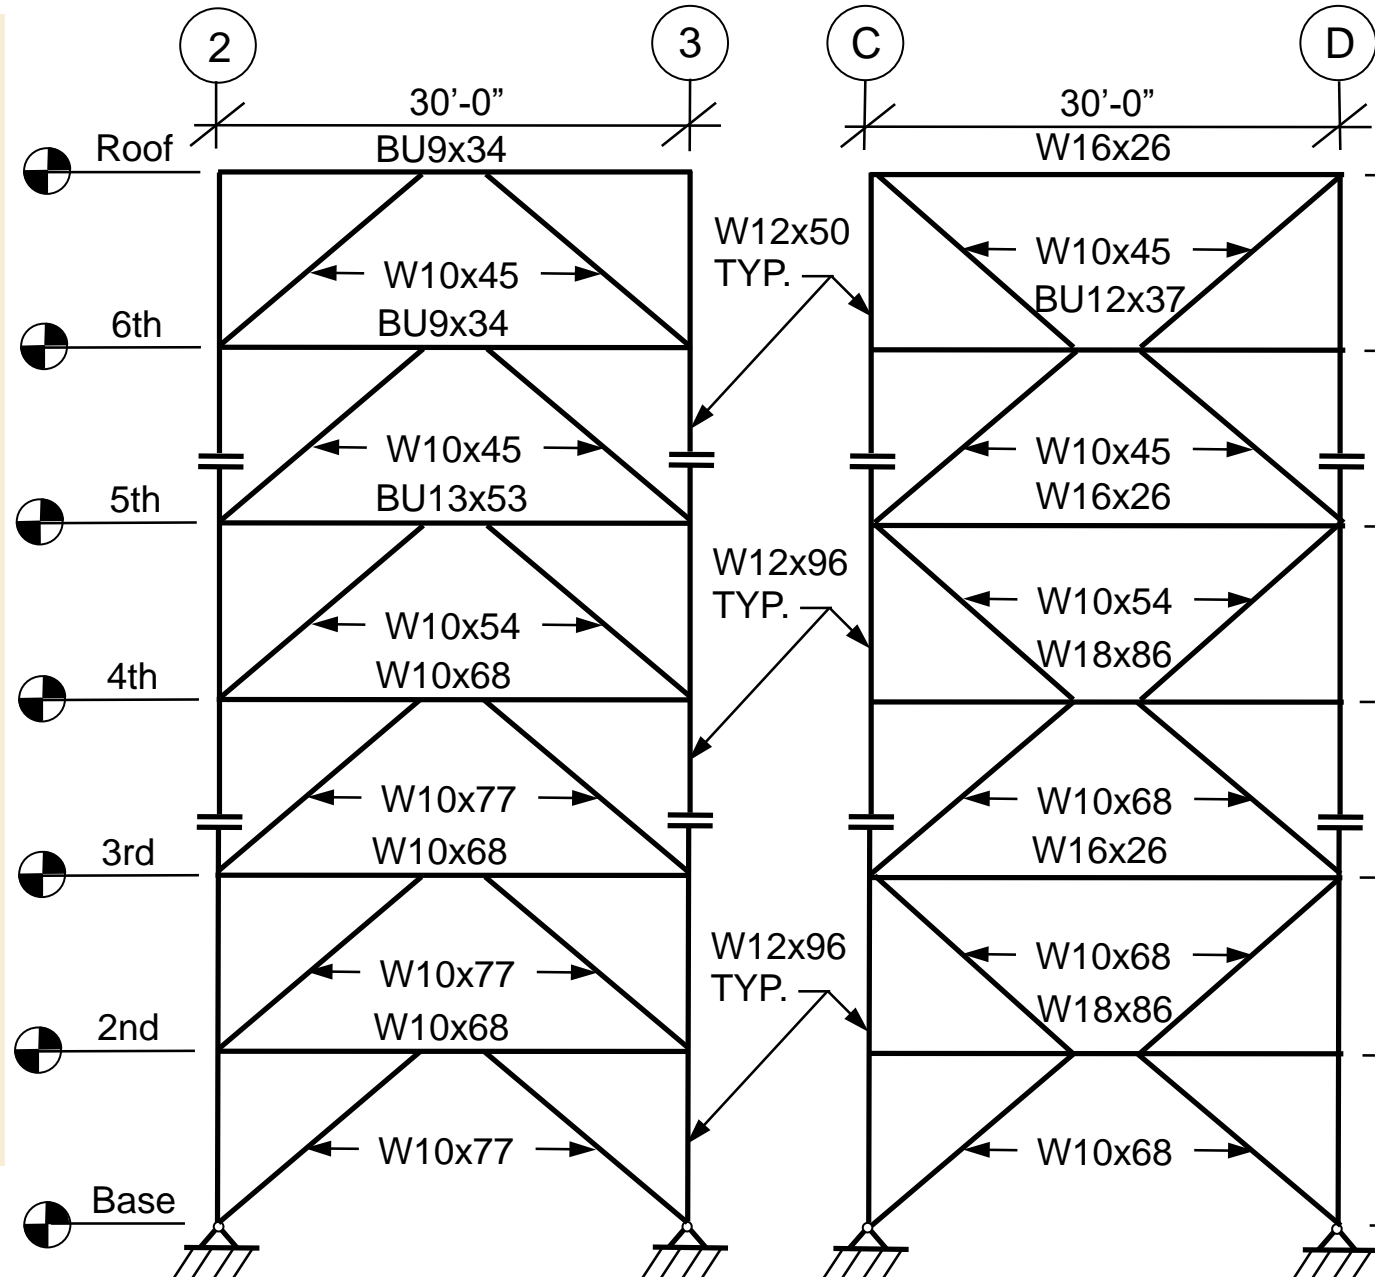 2
3
C
D
30’-0”
30’-0”
Roof
BU9x34
W16x26
W12x50
TYP.
W10x45
W10x45
BU12x37
6th
BU9x34
W10x45
W10x45
5th
BU13x53
W16x26
W12x96
TYP.
W10x54
W10x54
4th
W10x68
W18x86
W10x77
W10x68
3rd
W10x68
W16x26
W12x96
TYP.
W10x77
W10x68
2nd
W10x68
W18x86
W10x77
W10x68
Base